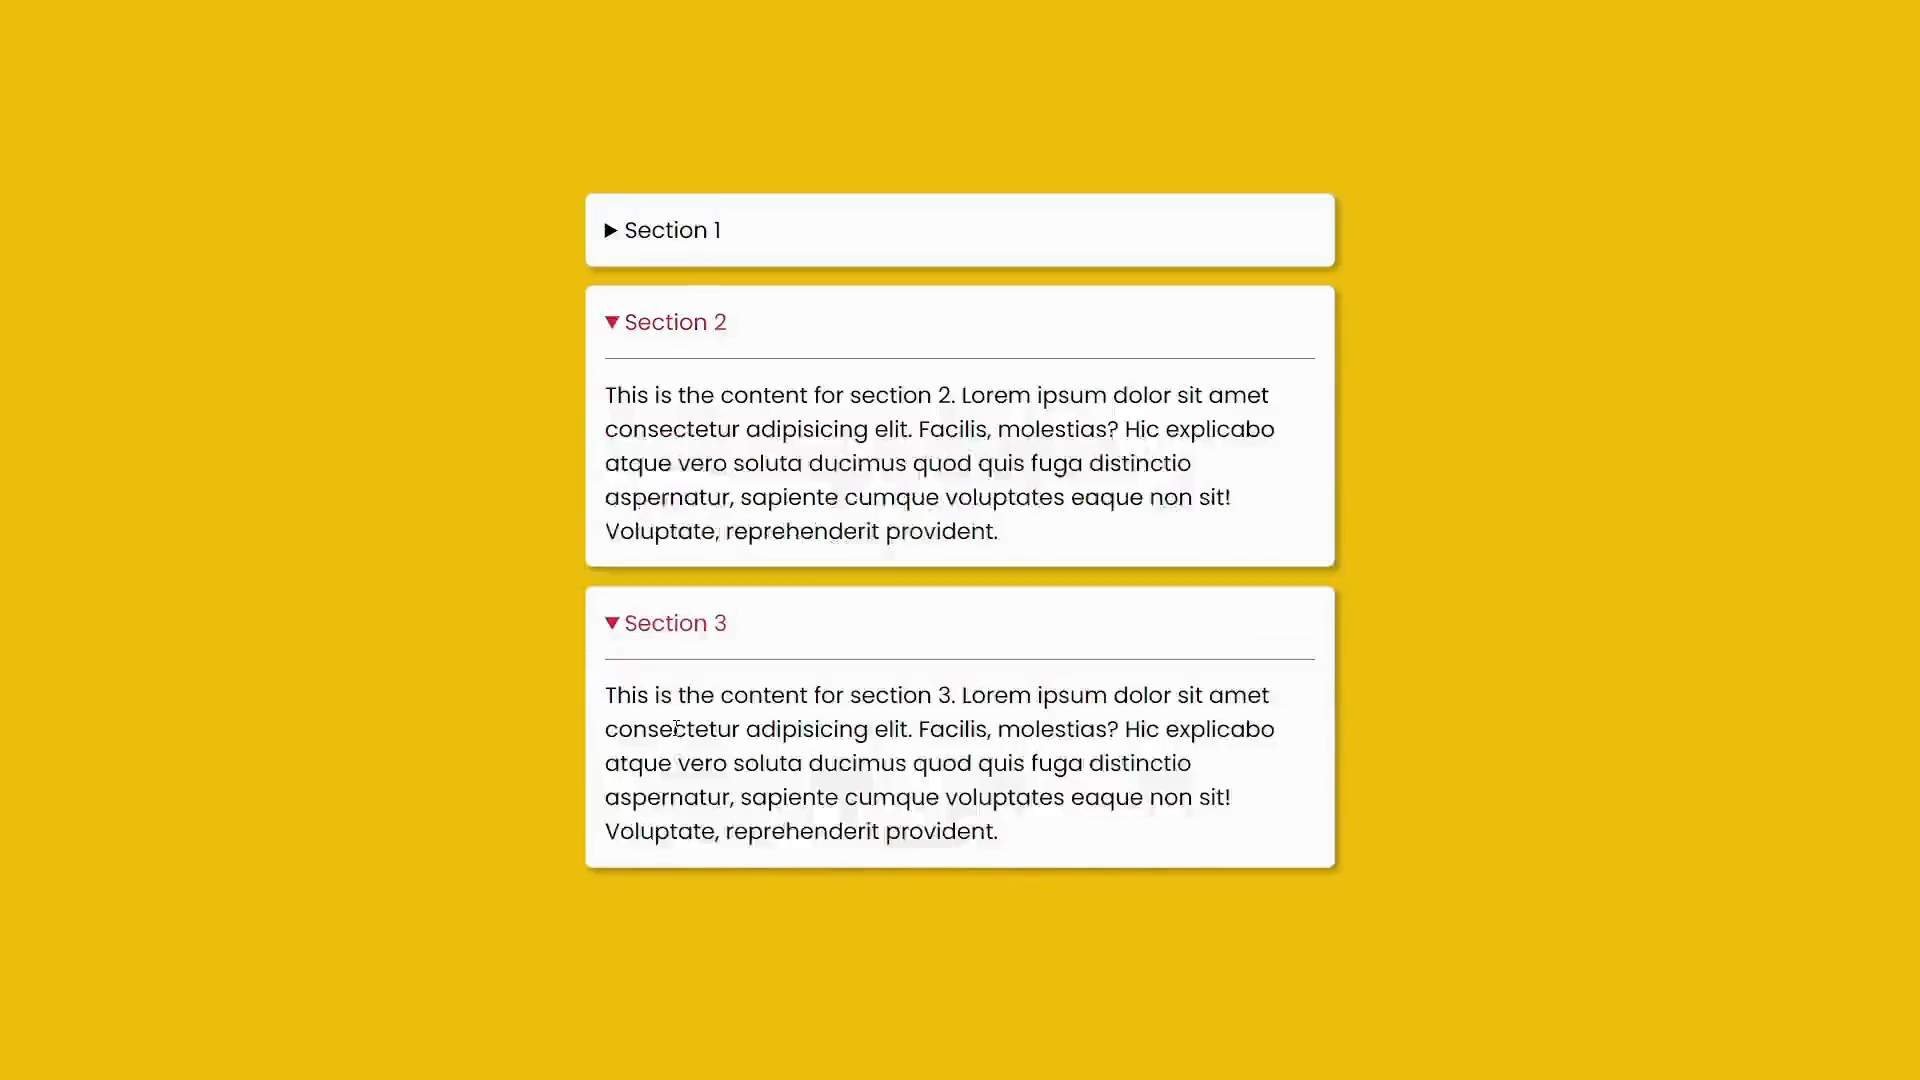 Section 1
Section 2
This is the content for section 2. Lorem ipsum dolor sit amet
consectetur adipisicing elit. Facilis, molestias? Hic explicabo
atque vero soluta ducimus quod quis fuga distinctio
aspernatur, sapiente cumque voluptates eaque non sit!
Voluptate, reprehenderit provident.
Section 3
This is the content for section 3. Lorem ipsum dolor sit amet
consectetur adipisicing elit. Facilis, molestias? Hic explicabo
atque vero soluta ducimus quod quis fuga distinctio
aspernatur, sapiente cumque voluptates eaque non sit!
Voluptate, reprehenderit provident.